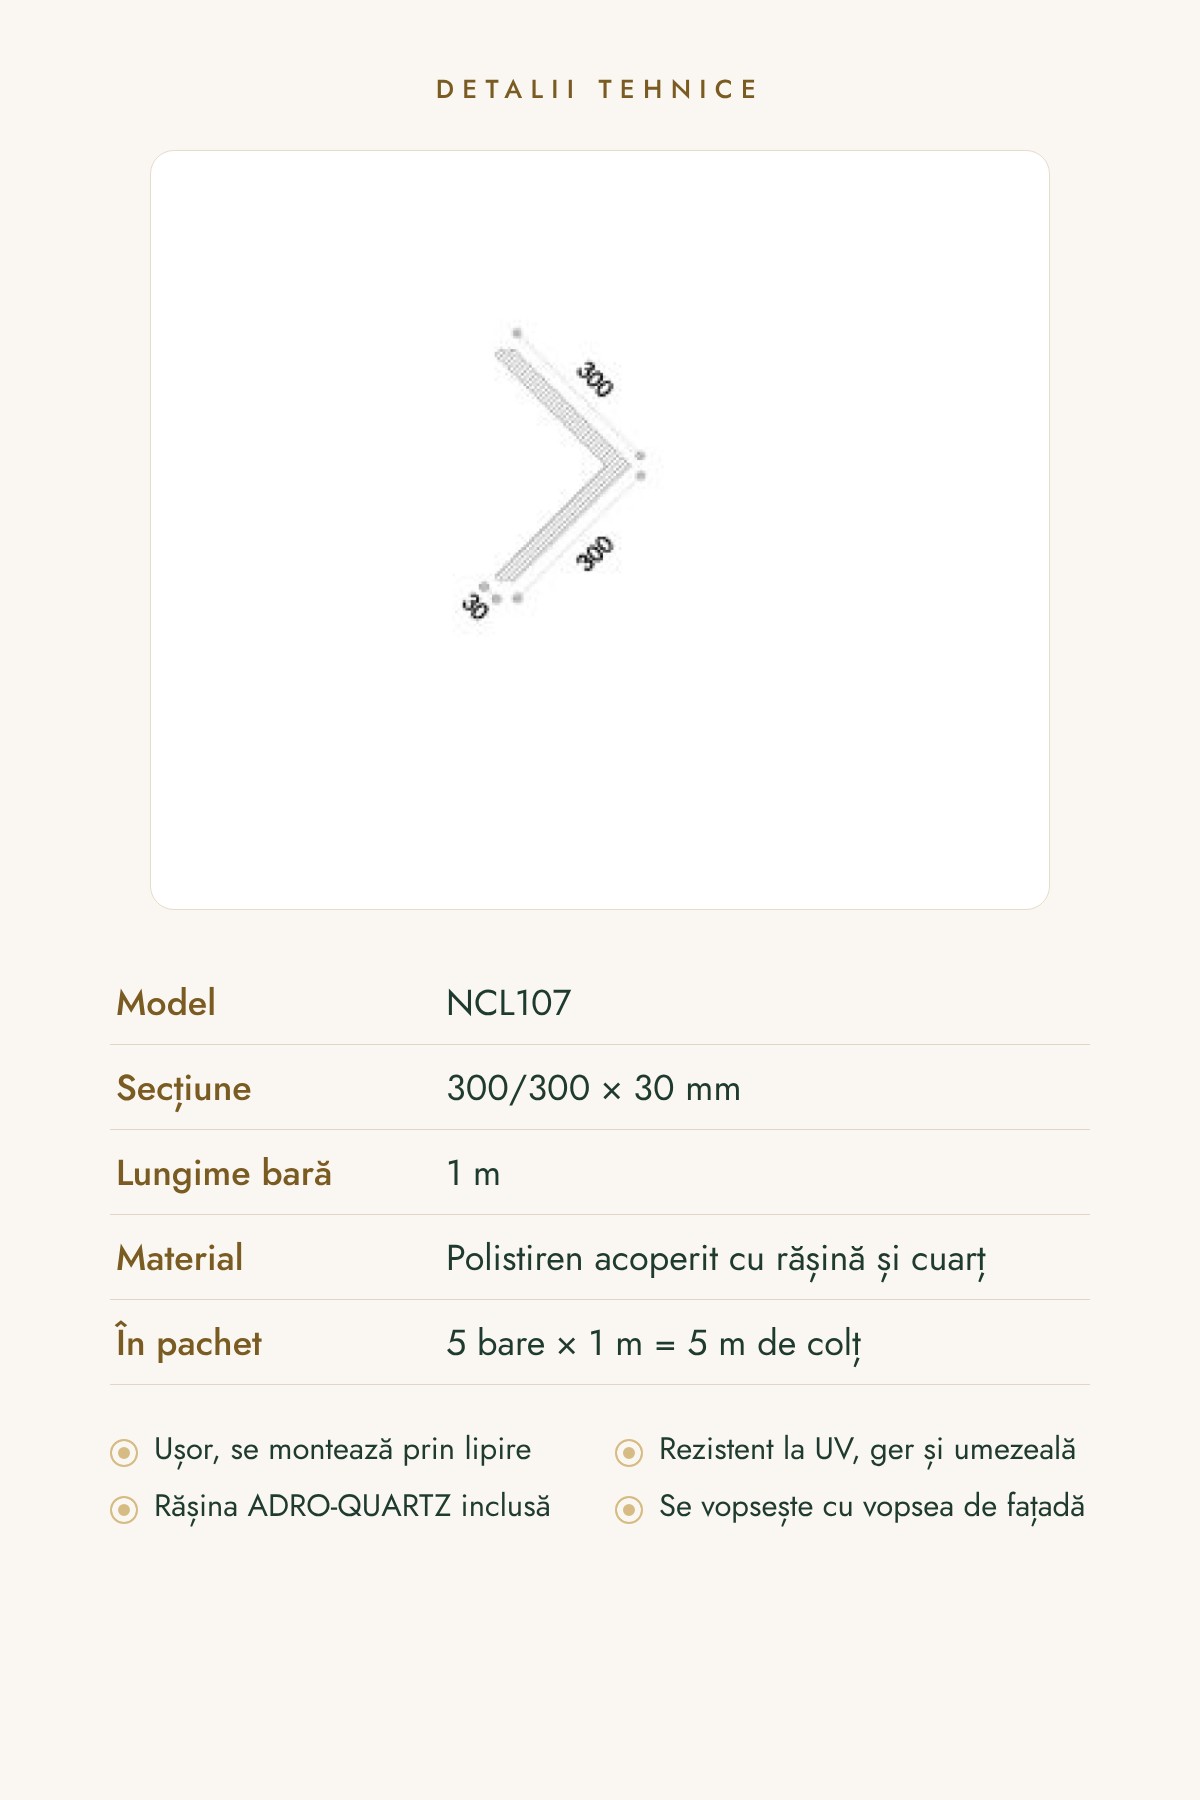 DETALII TEHNICE
300
300
30
Model NCL107
Secțiune 300/300 × 30 mm
Lungime bară 1 m
Material Polistiren acoperit cu rășină și cuarț
În pachet 5 bare × 1 m = 5 m de colț
Ușor, se montează prin lipire Rezistent la UV, ger și umezeală
Rășina ADRO-QUARTZ inclusă Se vopsește cu vopsea de fațadă